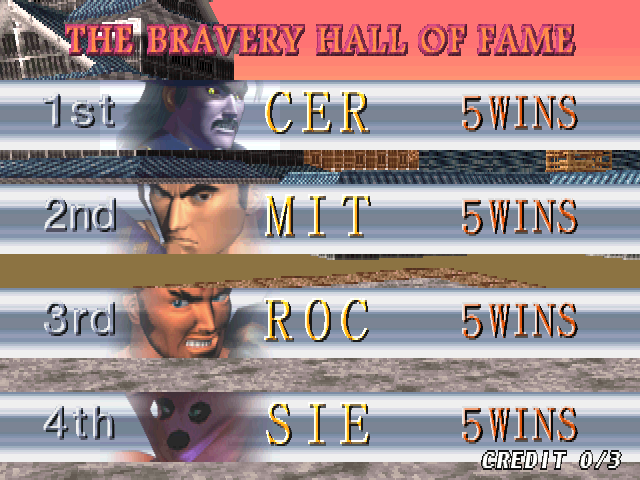 THE BRAVERY HALL OF FAME
1st CER 5WINS
2nd MIT 5WINS
3rd ROC 5WINS
4th SIE 5WINS
CREDIT 0/3